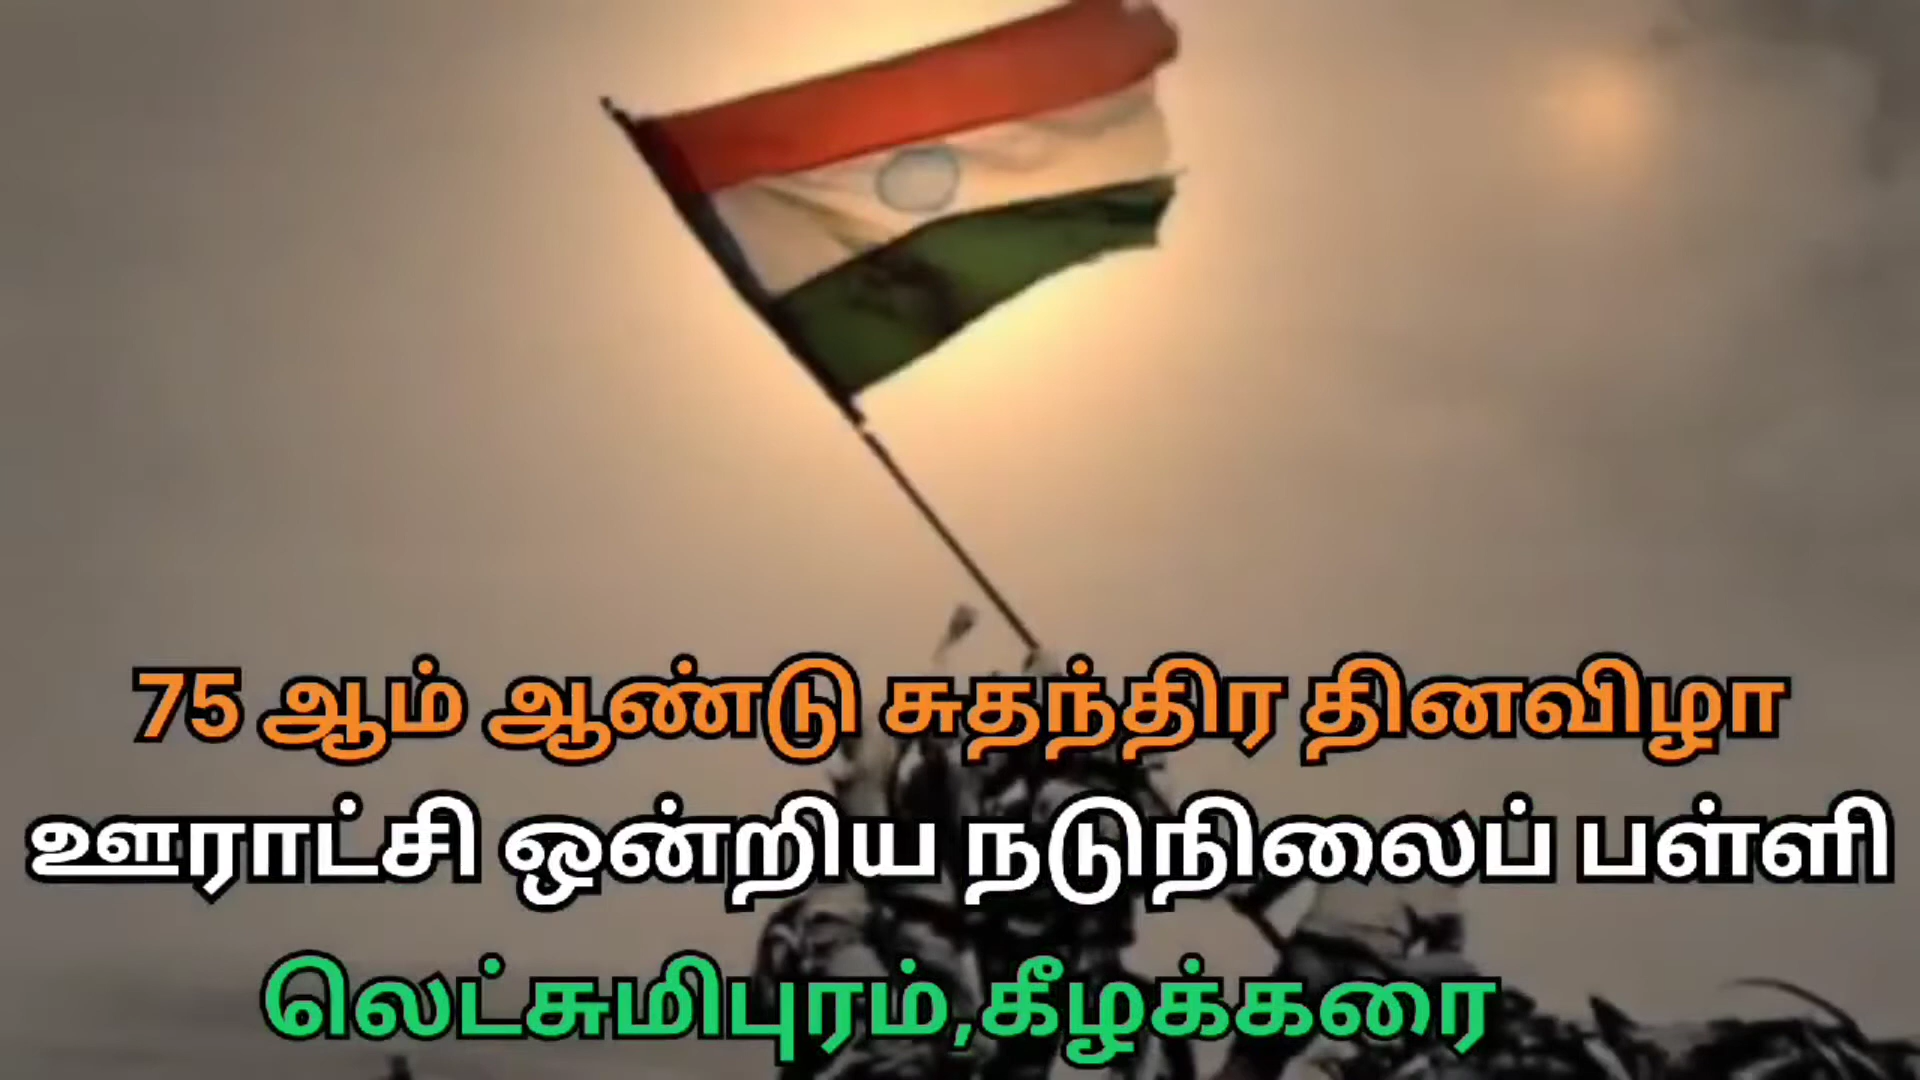 75 ஆம் ஆண்டு சுதந்திர தினவிழா
ஊராட்சி ஒன்றிய நடுநிலைப் பள்ளி
லெட்சுமிபுரம்,கீழக்கரை